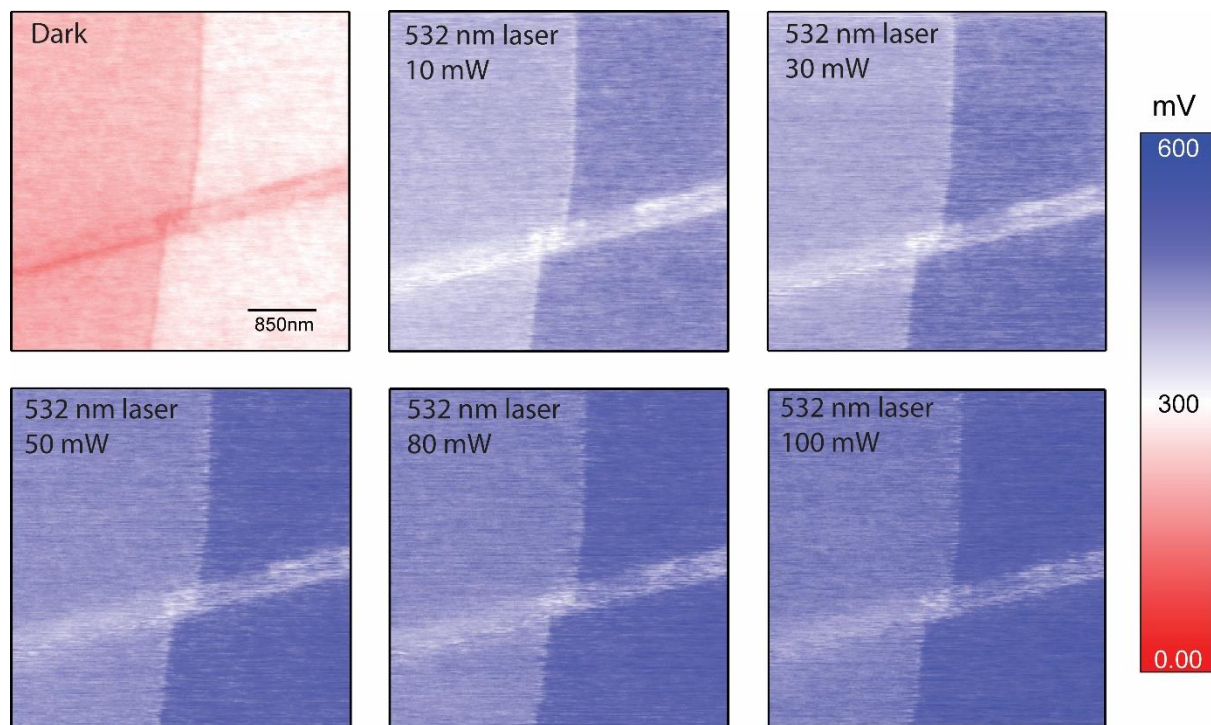 Dark
850nm
532 nm laser
10 mW
532 nm laser
30 mW
mV
600
300
0.00
532 nm laser
50 mW
532 nm laser
80 mW
532 nm laser
100 mW